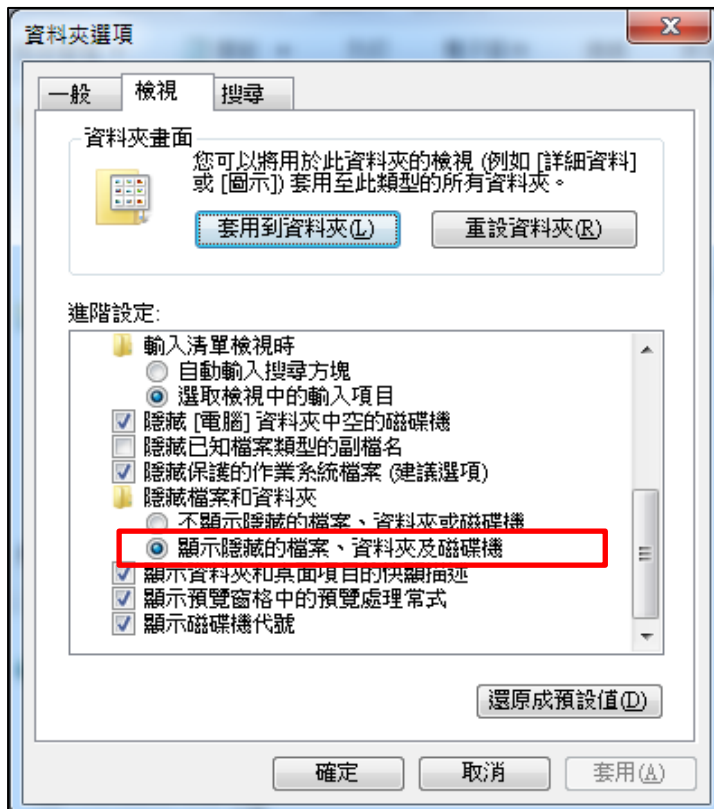 資料夾選項
一般
檢視
搜尋
資料夾畫面
您可以將用於此資料夾的檢視 (例如 [詳細資料]
或 [圖示]) 套用至此類型的所有資料夾。
套用到資料夾(L)
重設資料夾(R)
進階設定:
輸入清單檢視時
自動輸入搜尋方塊
選取檢視中的輸入項目
隱藏 [電腦] 資料夾中空的磁碟機
隱藏已知檔案類型的副檔名
隱藏保護的作業系統檔案 (建議選項)
隱藏檔案和資料夾
不顯示隱藏的檔案、資料夾或磁碟機
顯示隱藏的檔案、資料夾及磁碟機
顯示資料夾和桌面項目的快顯描述
顯示預覽窗格中的預覽處理常式
顯示磁碟機代號
還原成預設值(D)
確定
取消
套用(A)